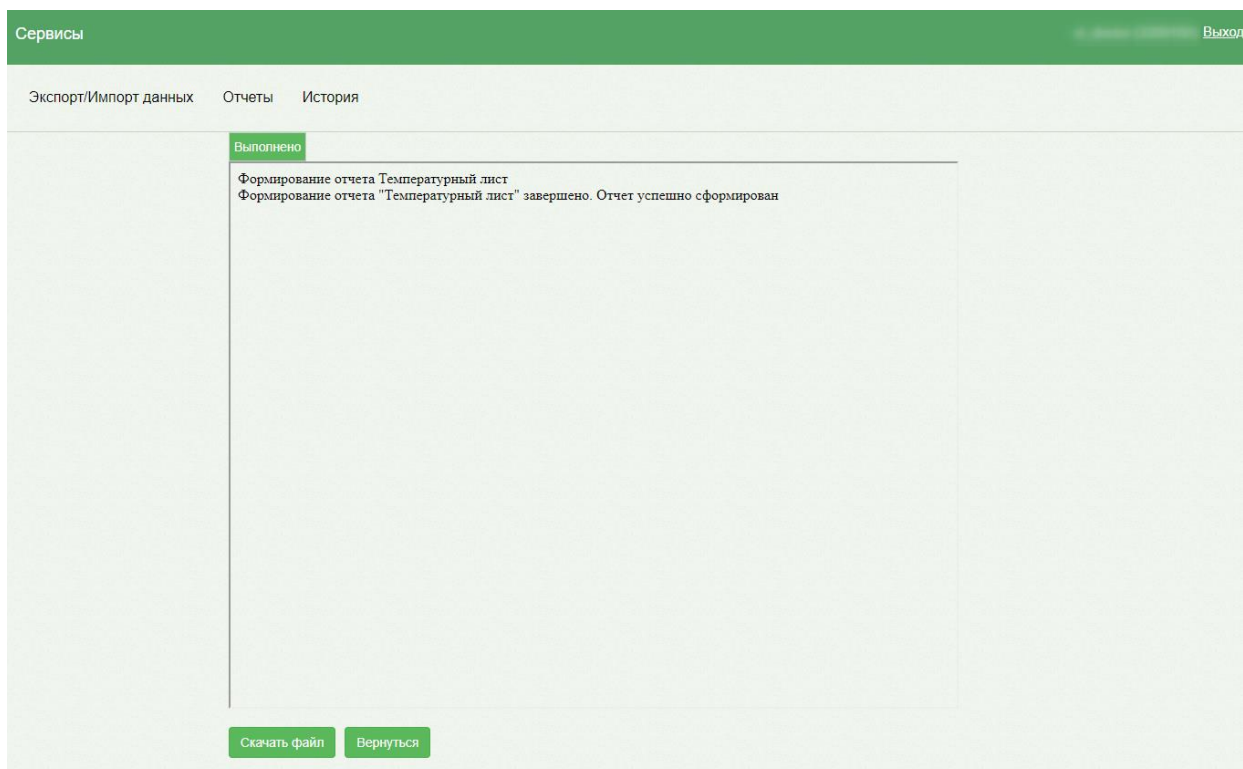 Сервисы
Выход
Экспорт/Импорт данных Отчеты История
Выполнено
Формирование отчета Температурный лист
Формирование отчета "Температурный лист" завершено. Отчет успешно сформирован
Скачать файл Вернуться